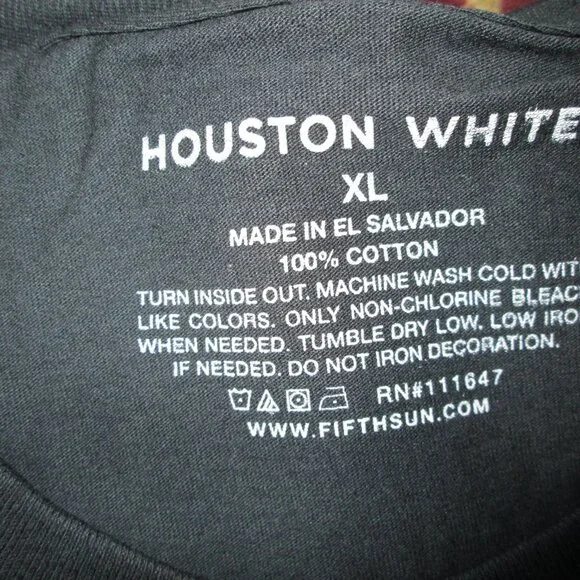 HOUSTON WHITE
XL
MADE IN EL SALVADOR
100% COTTON
TURN INSIDE OUT. MACHINE WASH COLD WIT
LIKE COLORS. ONLY NON-CHLORINE BLEAC
WHEN NEEDED. TUMBLE DRY LOW. LOW IRO
IF NEEDED. DO NOT IRON DECORATION.
RN#111647
WWW.FIFTHSUN.COM